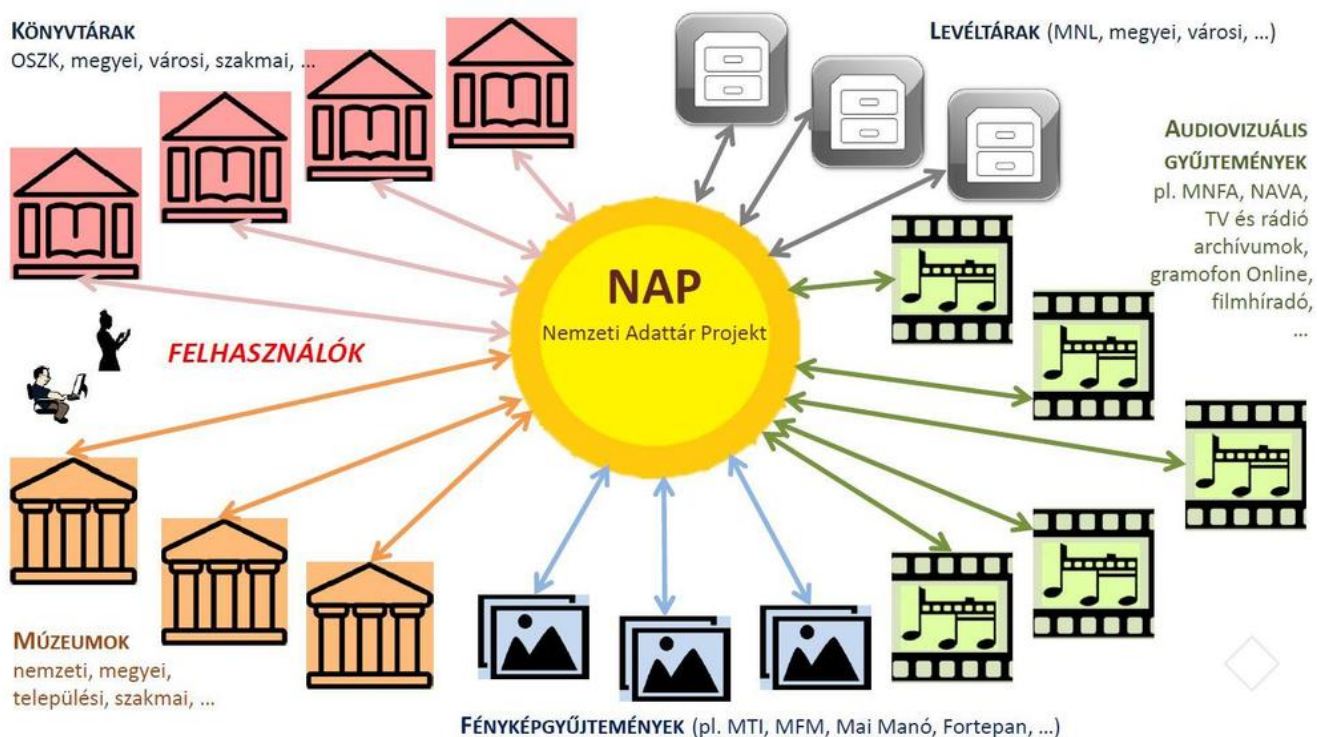 KÖNYVTÁRAK
OSZK, megyei, városi, szakmai, ...
LEVÉLTÁRAK (MNL, megyei, városi, ...)
AUDIOVIZUÁLIS
GYŰJTEMÉNYEK
pl. MNFA, NAVA,
TV és rádió
archívumok,
gramofon Online,
filmhíradó,
...
NAP
Nemzeti Adattár Projekt
FELHASZNÁLÓK
MÚZEUMOK
nemzeti, megyei,
települési, szakmai, ...
FÉNYKÉPGYŰJTEMÉNYEK (pl. MTI, MFM, Mai Manó, Fortepan, ...)